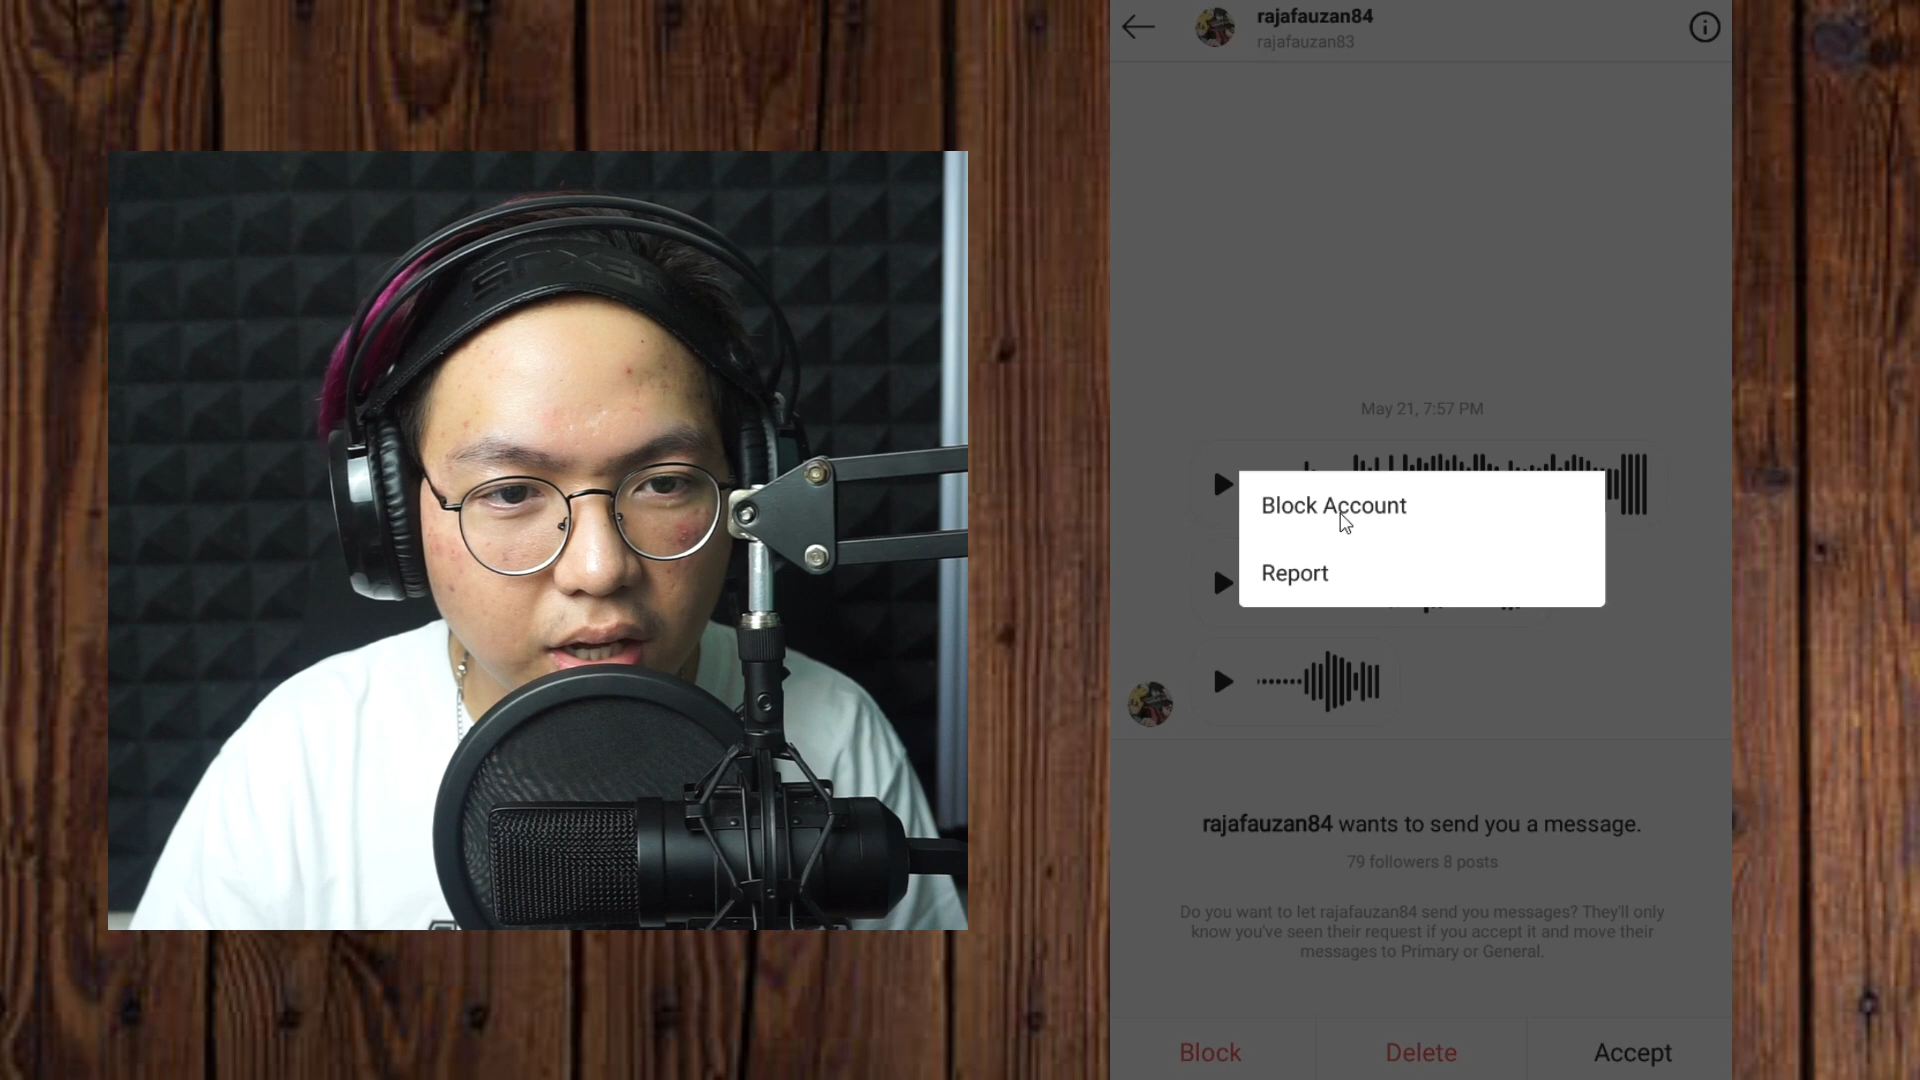 rajafauzan84
rajafauzan83
May 21, 7:57 PM
Block Account
Report
rajafauzan84 wants to send you a message.
79 followers 8 posts
Do you want to let rajafauzan84 send you messages? They'll only
know you've seen their request if you accept it and move their
messages to Primary or General.
Block
Delete
Accept